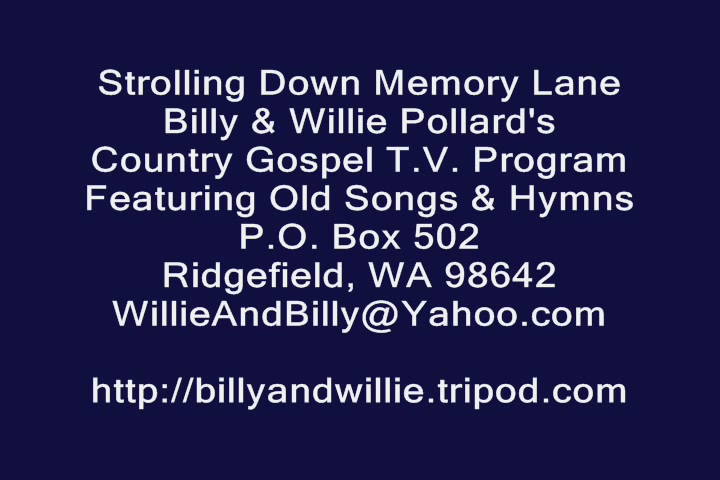 Strolling Down Memory Lane
Billy & Willie Pollard's
Country Gospel T.V. Program
Featuring Old Songs & Hymns
P.O. Box 502
Ridgefield, WA 98642
WillieAndBilly@Yahoo.com
http://billyandwillie.tripod.com